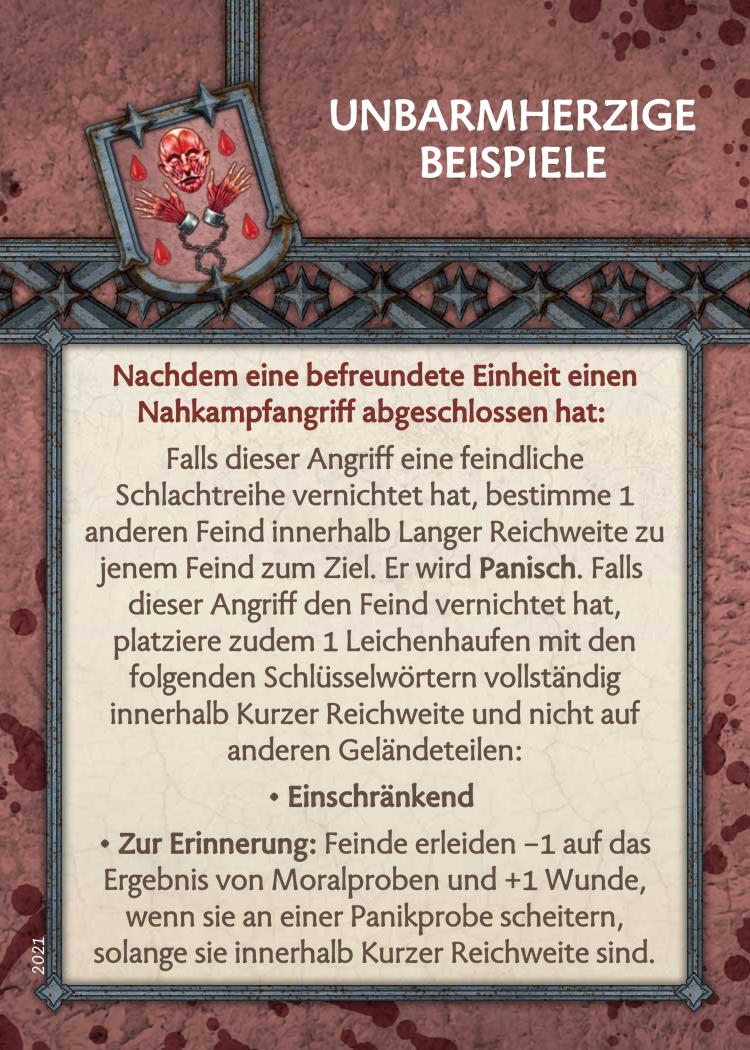 UNBARMHERZIGE
BEISPIELE
Nachdem eine befreundete Einheit einen
Nahkampfangriff abgeschlossen hat:
Falls dieser Angriff eine feindliche
Schlachtreihe vernichtet hat, bestimme 1
anderen Feind innerhalb Langer Reichweite zu
jenem Feind zum Ziel. Er wird Panisch. Falls
dieser Angriff den Feind vernichtet hat,
platziere zudem 1 Leichenhaufen mit den
folgenden Schlüsselwörtern vollständig
innerhalb Kurzer Reichweite und nicht auf
anderen Geländeteilen:
• Einschränkend
• Zur Erinnerung: Feinde erleiden –1 auf das
Ergebnis von Moralproben und +1 Wunde,
wenn sie an einer Panikprobe scheitern,
solange sie innerhalb Kurzer Reichweite sind.
2021